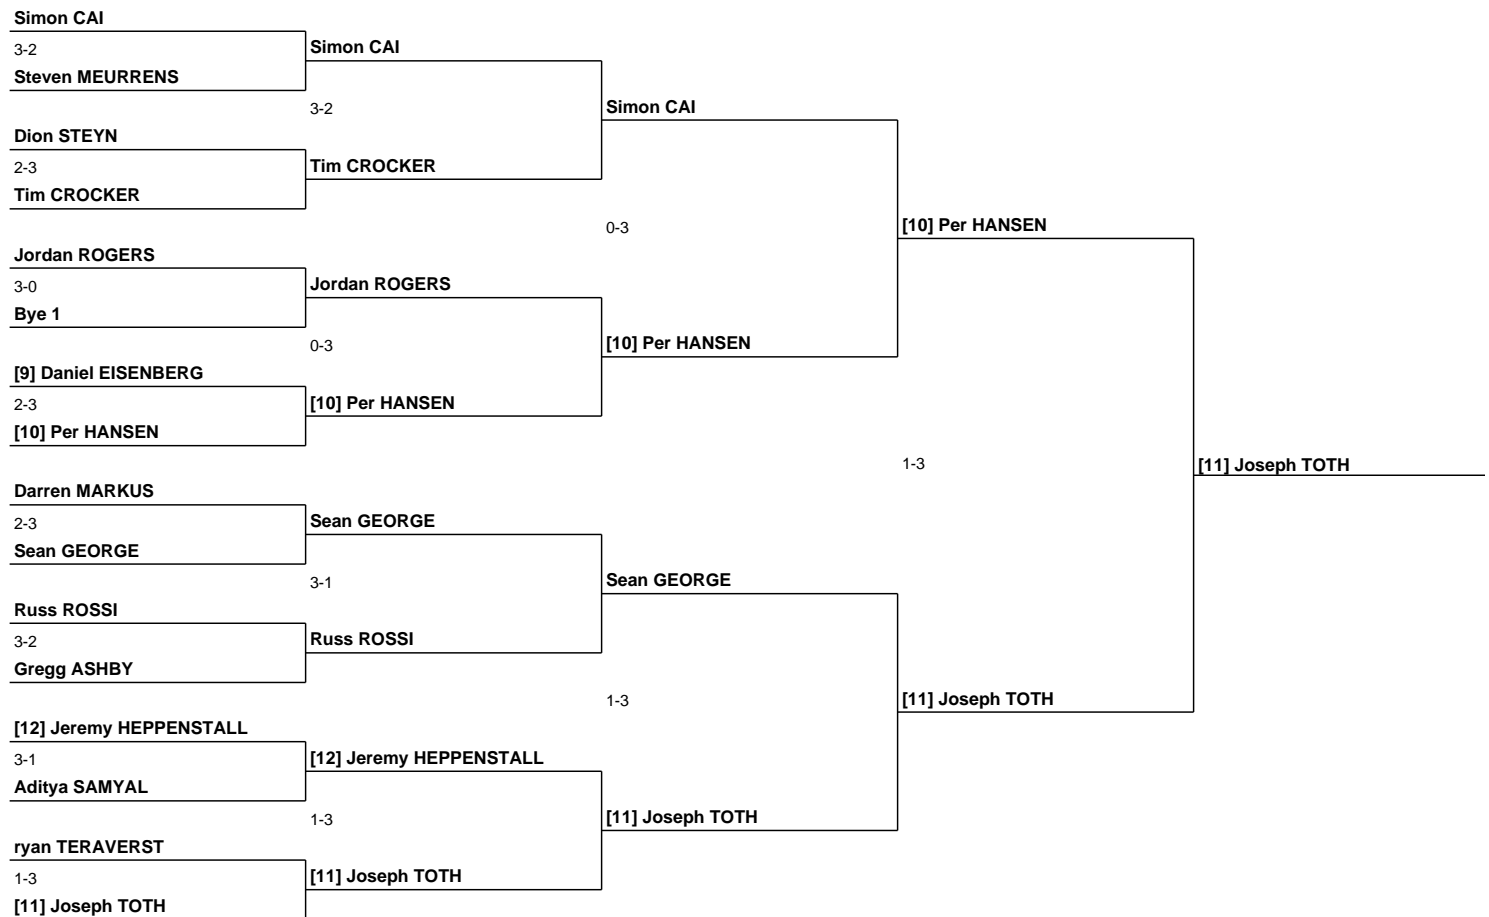 Simon CAI
3-2
Steven MEURRENS
Dion STEYN
2-3
Tim CROCKER
Jordan ROGERS
3-0
Bye 1
[9] Daniel EISENBERG
2-3
[10] Per HANSEN
Darren MARKUS
2-3
Sean GEORGE
Russ ROSSI
3-2
Gregg ASHBY
[12] Jeremy HEPPENSTALL
3-1
Aditya SAMYAL
ryan TERAVERST
1-3
[11] Joseph TOTH
Simon CAI
3-2
Tim CROCKER
Jordan ROGERS
0-3
[10] Per HANSEN
Sean GEORGE
3-1
Russ ROSSI
[12] Jeremy HEPPENSTALL
1-3
[11] Joseph TOTH
Simon CAI
0-3
[10] Per HANSEN
Sean GEORGE
1-3
[11] Joseph TOTH
[10] Per HANSEN
1-3
[11] Joseph TOTH
[11] Joseph TOTH